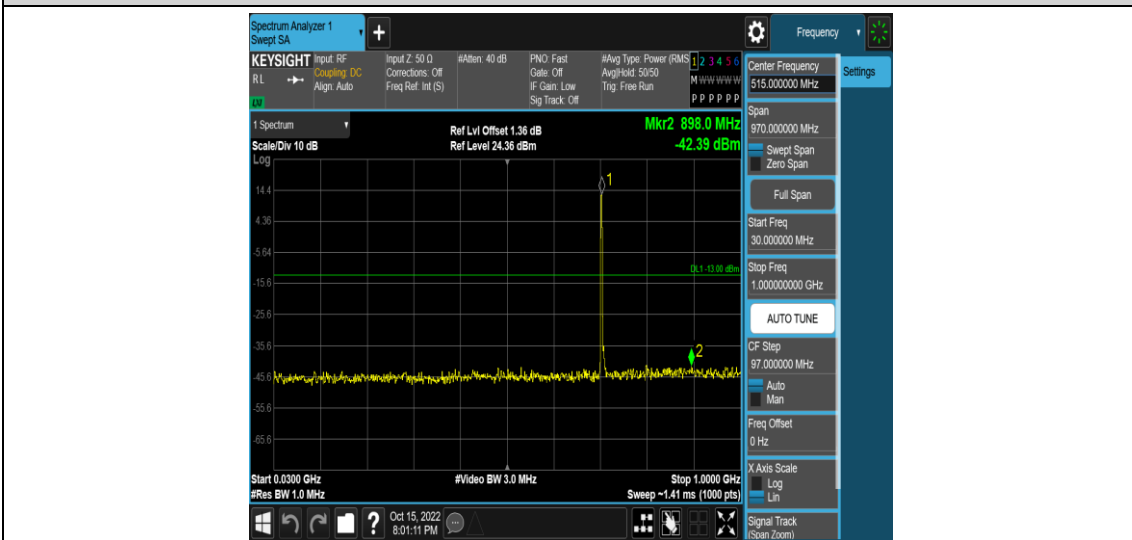 Spectrum Analyzer 1
Swept SA
+
Frequency
KEYSIGHT
RL
LW
Input: RF
Coupling: DC
Align: Auto
Input Z: 50 Ω
Corrections: Off
Freq Ref: Int (S)
#Atten: 40 dB
PNO: Fast
Gate: Off
IF Gain: Low
Sig Track: Off
#Avg Type: Power (RMS
Avg|Hold: 50/50
Trig: Free Run
1 2 3 4 5 6
M W W W W W
P P P P P P
1 Spectrum
Scale/Div 10 dB
Log
Ref Lvl Offset 1.36 dB
Ref Level 24.36 dBm
Mkr2 898.0 MHz
-42.39 dBm
1
14.4
4.36
-5.64
DL1 -13.00 dBm
-15.6
-25.6
-35.6
2
-45.6
-55.6
-65.6
Start 0.0300 GHz
#Res BW 1.0 MHz
#Video BW 3.0 MHz
Stop 1.0000 GHz
Sweep ~1.41 ms (1000 pts)
?
Oct 15, 2022
8:01:11 PM
Center Frequency
515.000000 MHz
Settings
Span
970.000000 MHz
Swept Span
Zero Span
Full Span
Start Freq
30.000000 MHz
Stop Freq
1.000000000 GHz
AUTO TUNE
CF Step
97.000000 MHz
Auto
Man
Freq Offset
0 Hz
X Axis Scale
Log
Lin
Signal Track
(Span Zoom)